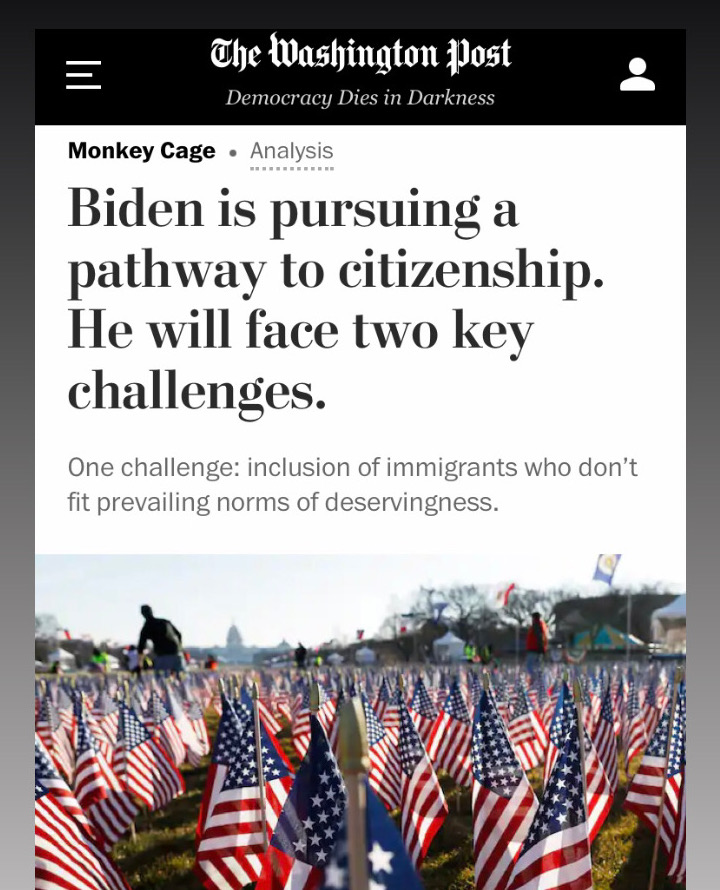 The Washington Post
Democracy Dies in Darkness
Monkey Cage • Analysis
Biden is pursuing a
pathway to citizenship.
He will face two key
challenges.
One challenge: inclusion of immigrants who don’t
fit prevailing norms of deservingness.